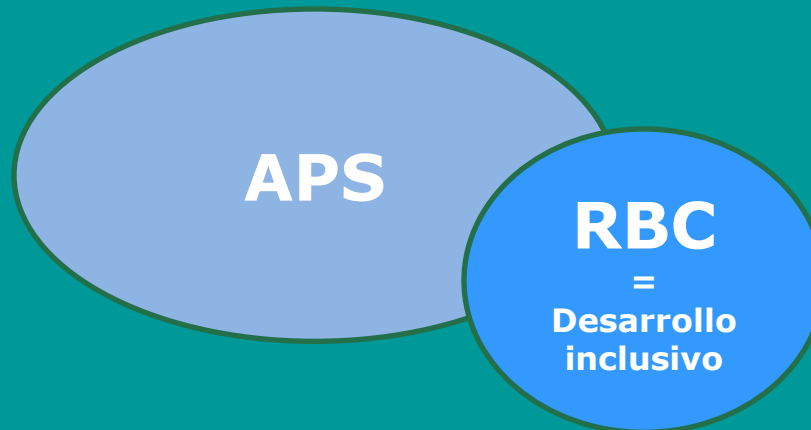 APS
RBC
=
Desarrollo
inclusivo